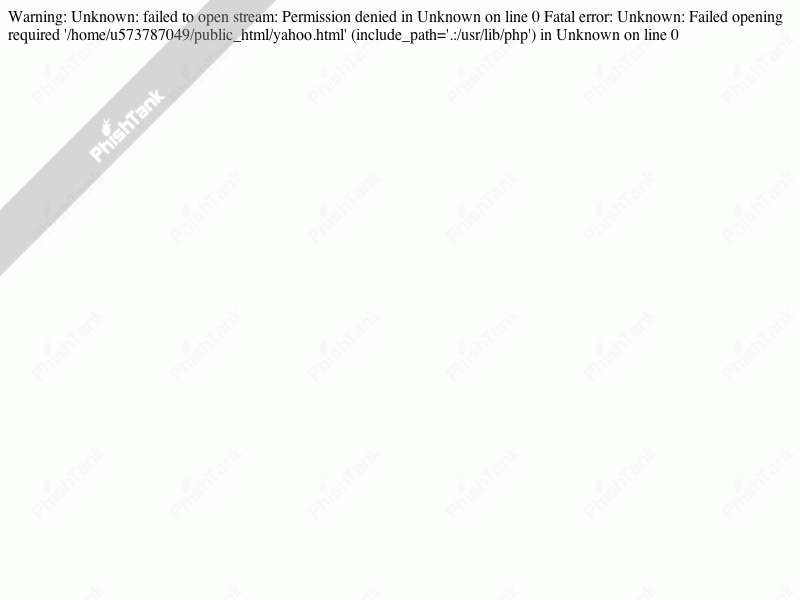 Warning: Unknown: failed to open stream: Permission denied in Unknown on line 0 Fatal error: Unknown: Failed opening
required '/home/u573787049/public_html/yahoo.html' (include_path='.:/usr/lib/php') in Unknown on line 0
PhishTank